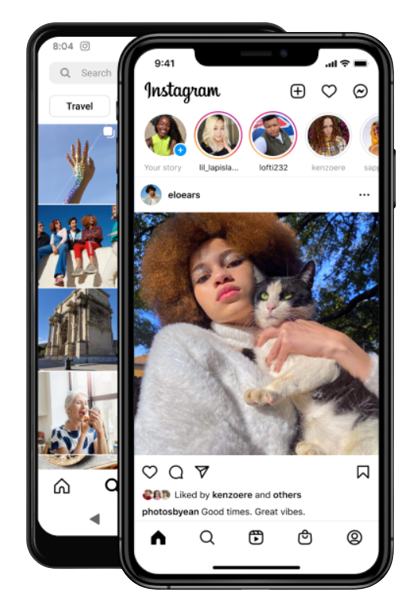 8:04
Search
Travel
9:41
Instagram
Your story lil_lapisla... lofti232 kenzoere sap
eloears
Liked by kenzoere and others
photosbyean Good times. Great vibes.